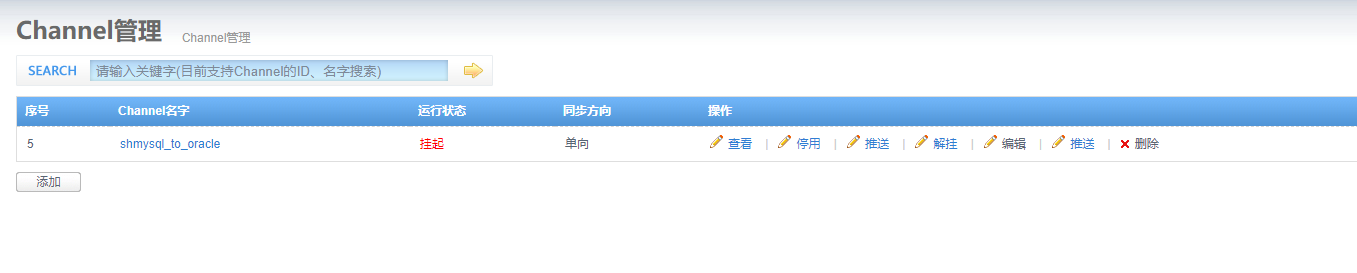 Channel管理 Channel管理
SEARCH 请输入关键字(目前支持Channel的ID、名字搜索)
序号 Channel名字 运行状态 同步方向 操作
5 shmysql_to_oracle 挂起 单向 查看 | 停用 | 推送 | 解挂 | 编辑 | 推送 | 删除
添加